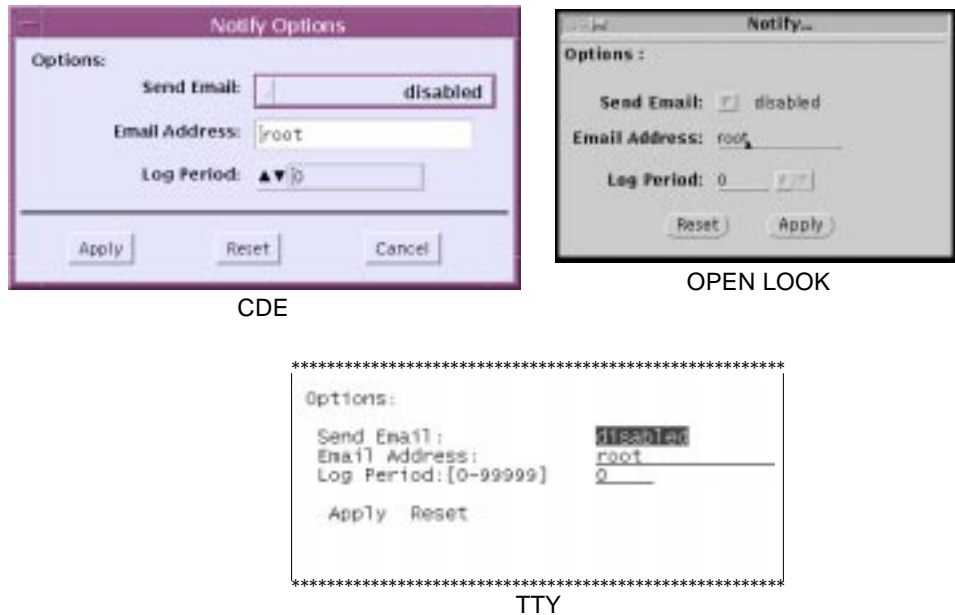 Notify Options
Options:
Send Email: disabled
Email Address: root
Log Period: ▲▼ 0
Apply Reset Cancel
CDE
Notify...
Options :
Send Email: disabled
Email Address: root
Log Period: 0
Reset Apply
OPEN LOOK
*********************************************************
Options:
Send Email: disabled
Email Address: root
Log Period:[0-99999] 0
Apply Reset
*********************************************************
TTY